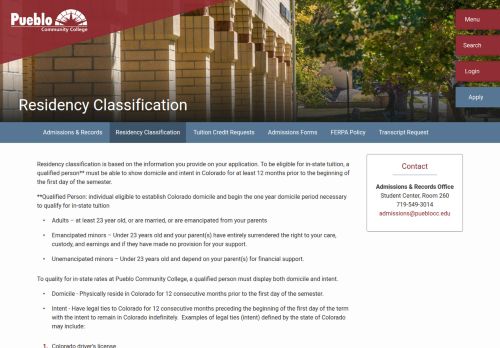 Pueblo
Community College
Menu
Search
Login
Apply
Residency Classification
Admissions & Records
Residency Classification
Tuition Credit Requests
Admissions Forms
FERPA Policy
Transcript Request
Residency classification is based on the information you provide on your application. To be eligible for in-state tuition, a
qualified person** must be able to show domicile and intent in Colorado for at least 12 months prior to the beginning of
the first day of the semester.
**Qualified Person: individual eligible to establish Colorado domicile and begin the one year domicile period necessary
to qualify for in-state tuition
• Adults – at least 23 year old, or are married, or are emancipated from your parents
• Emancipated minors – Under 23 years old and your parent(s) have entirely surrendered the right to your care,
custody, and earnings and if they have made no provision for your support.
• Unemancipated minors – Under 23 years old and depend on your parent(s) for financial support.
To qualify for in-state rates at Pueblo Community College, a qualified person must display both domicile and intent.
• Domicile - Physically reside in Colorado for 12 consecutive months prior to the first day of the semester.
• Intent - Have legal ties to Colorado for 12 consecutive months preceding the beginning of the first day of the term
with the intent to remain in Colorado indefinitely. Examples of legal ties (intent) defined by the state of Colorado
may include:
1. Colorado driver's license
Contact
Admissions & Records Office
Student Center, Room 260
719-549-3014
admissions@pueblocc.edu